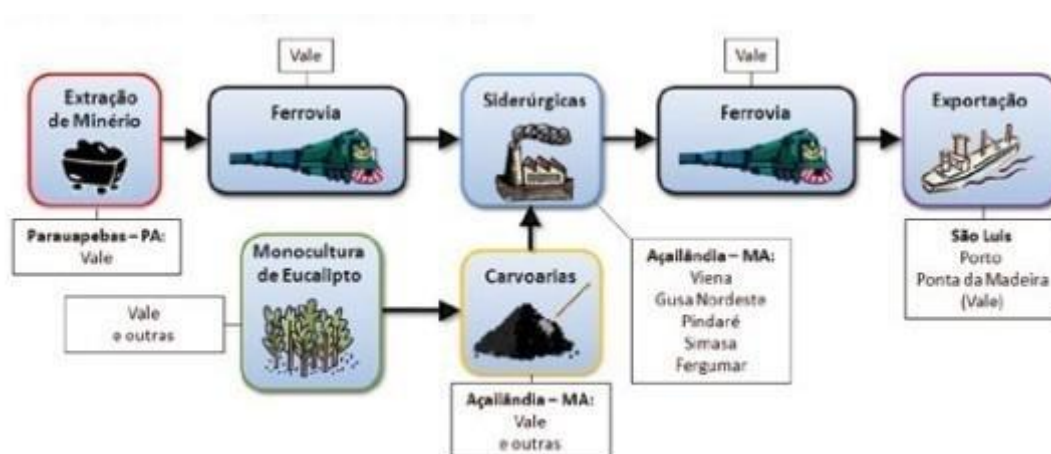 Vale
Vale
Extração
de Minério
Ferrovia
Siderúrgicas
Ferrovia
Exportação
Parauapebas – PA:
Vale
Monocultura
de Eucalipto
Carvoarias
Açailândia – MA:
Viena
Gusa Nordeste
Pindaré
Simasa
Fergumar
São Luis
Porto
Ponta da Madeira
(Vale)
Vale
e outras
Açailândia – MA:
Vale
e outras